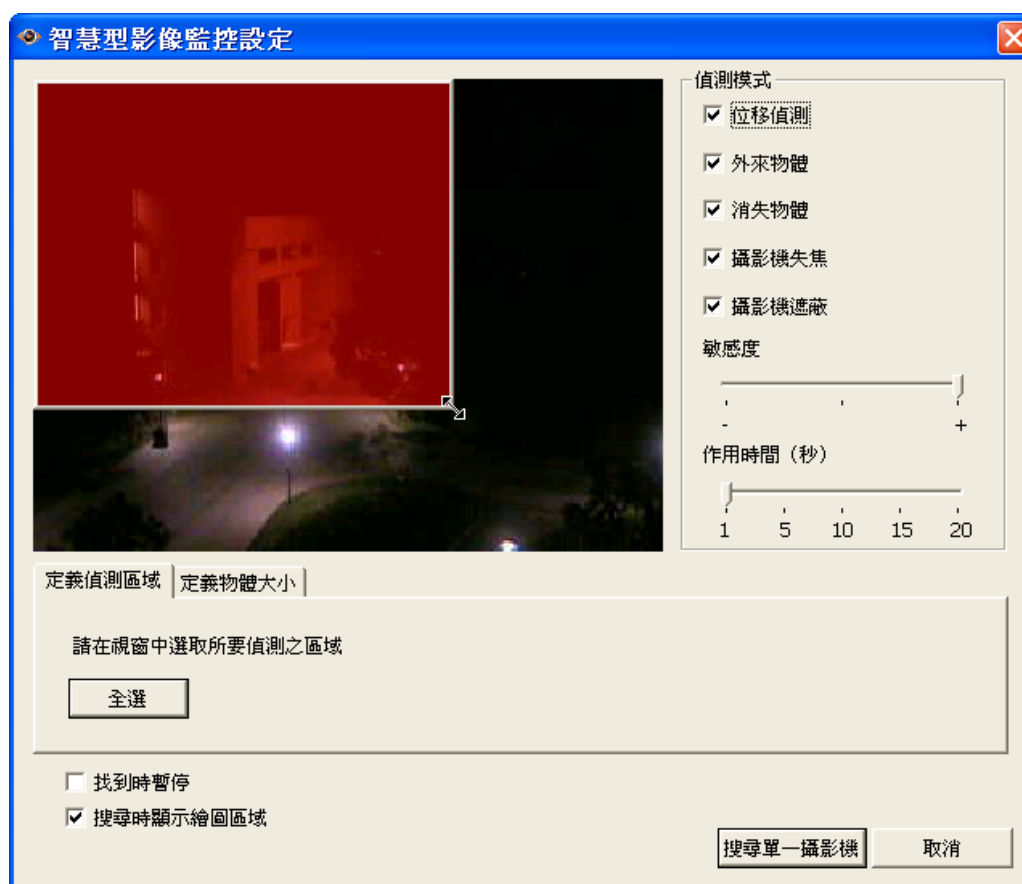 智慧型影像監控設定
偵測模式
位移偵測
外來物體
消失物體
攝影機失焦
攝影機遮蔽
敏感度
- +
作用時間（秒）
1 5 10 15 20
定義偵測區域 定義物體大小
請在視窗中選取所要偵測之區域
全選
找到時暫停
搜尋時顯示繪圖區域
搜尋單一攝影機 取消